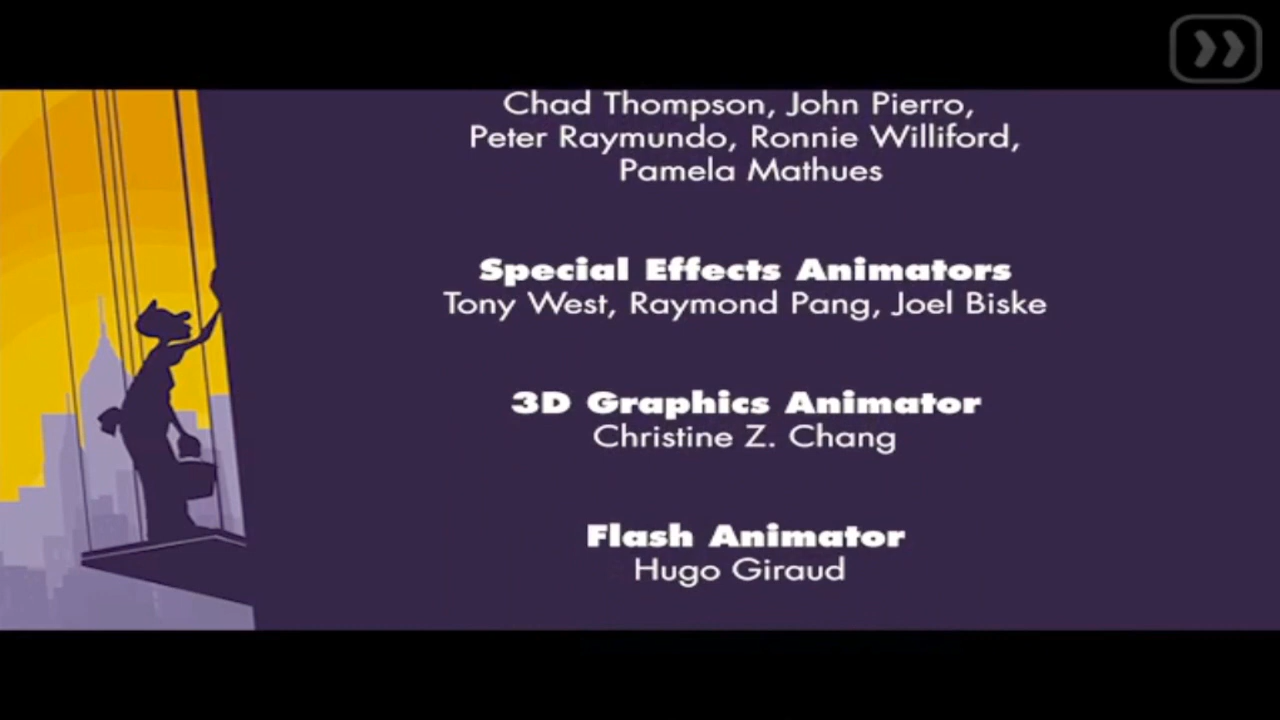 Chad Thompson, John Pierro,
Peter Raymundo, Ronnie Williford,
Pamela Mathues
Special Effects Animators
Tony West, Raymond Pang, Joel Biske
3D Graphics Animator
Christine Z. Chang
Flash Animator
Hugo Giraud